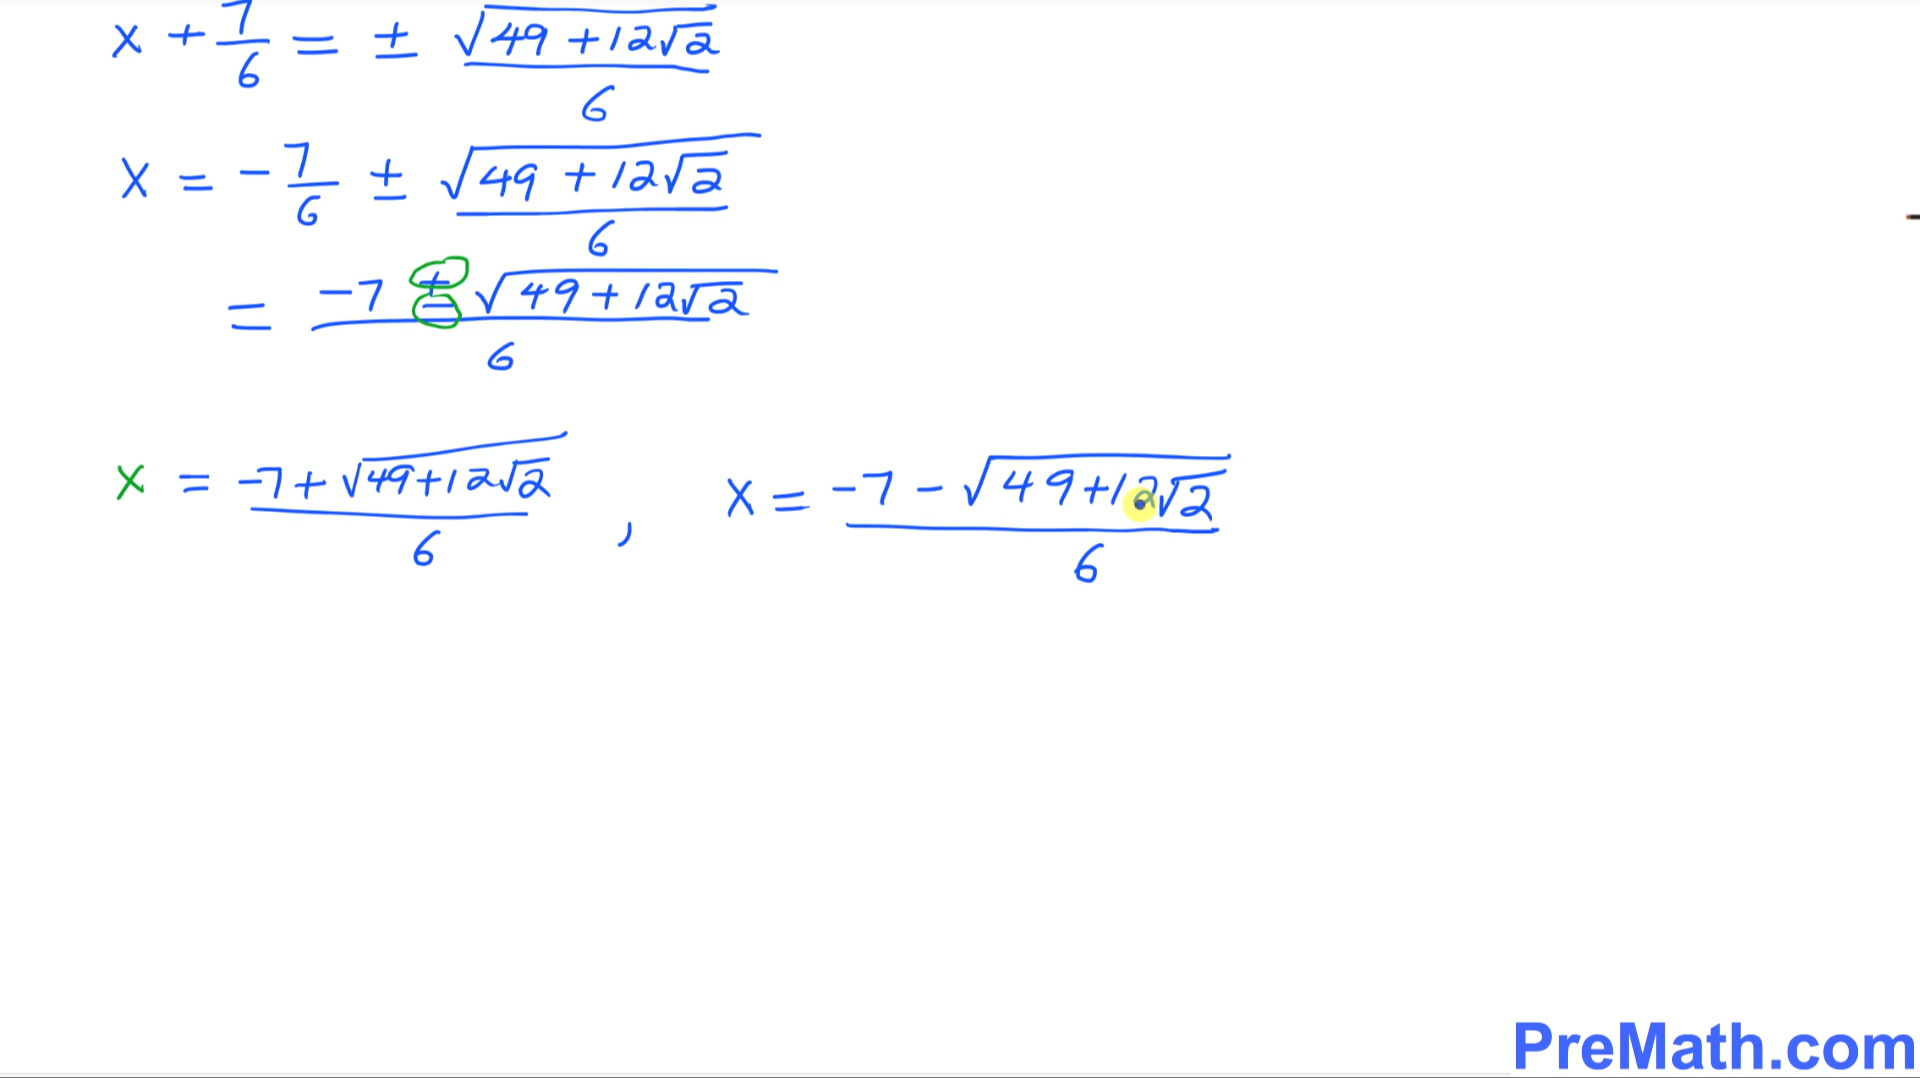 x + 7/6 = ± √(49 + 12√2)/6
x = - 7/6 ± √(49 + 12√2)/6
= (-7 ± √(49 + 12√2))/6
x = (-7 + √(49 + 12√2))/6 , x = (-7 - √(49 + 12√2))/6
PreMath.com